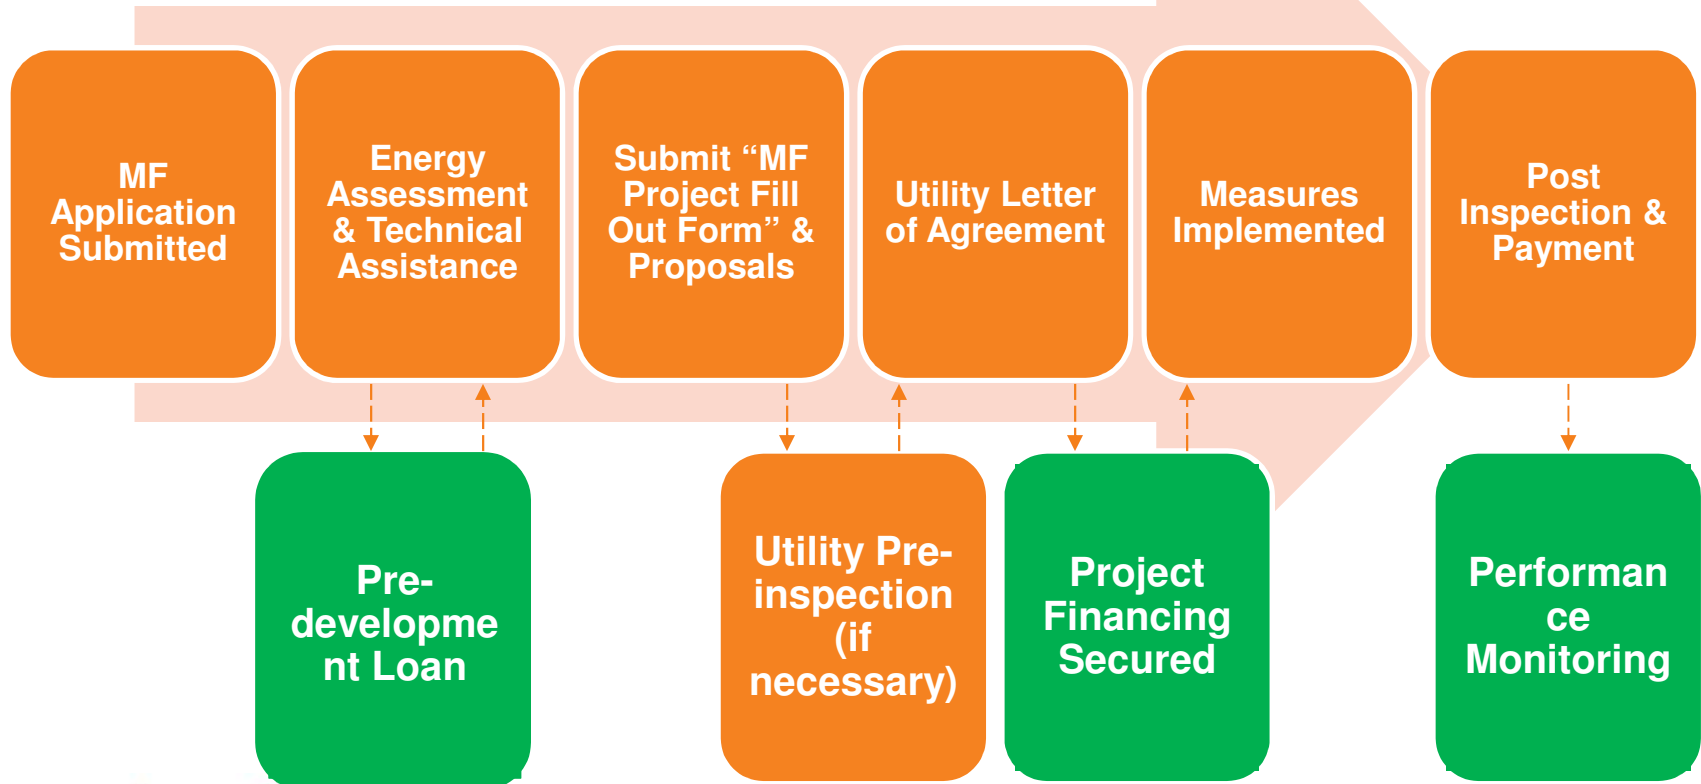 MF
Application
Submitted
Energy
Assessment
& Technical
Assistance
Submit “MF
Project Fill
Out Form” &
Proposals
Utility Letter
of Agreement
Measures
Implemented
Post
Inspection &
Payment
Pre-
developme
nt Loan
Utility Pre-
inspection
(if
necessary)
Project
Financing
Secured
Performan
ce
Monitoring